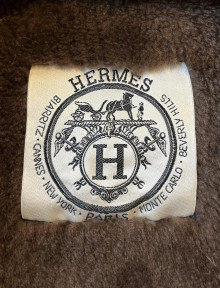 HERMES
BIARRITZ · CANNES · NEW YORK · PARIS · MONTE CARLO · BEVERLY HILLS
H